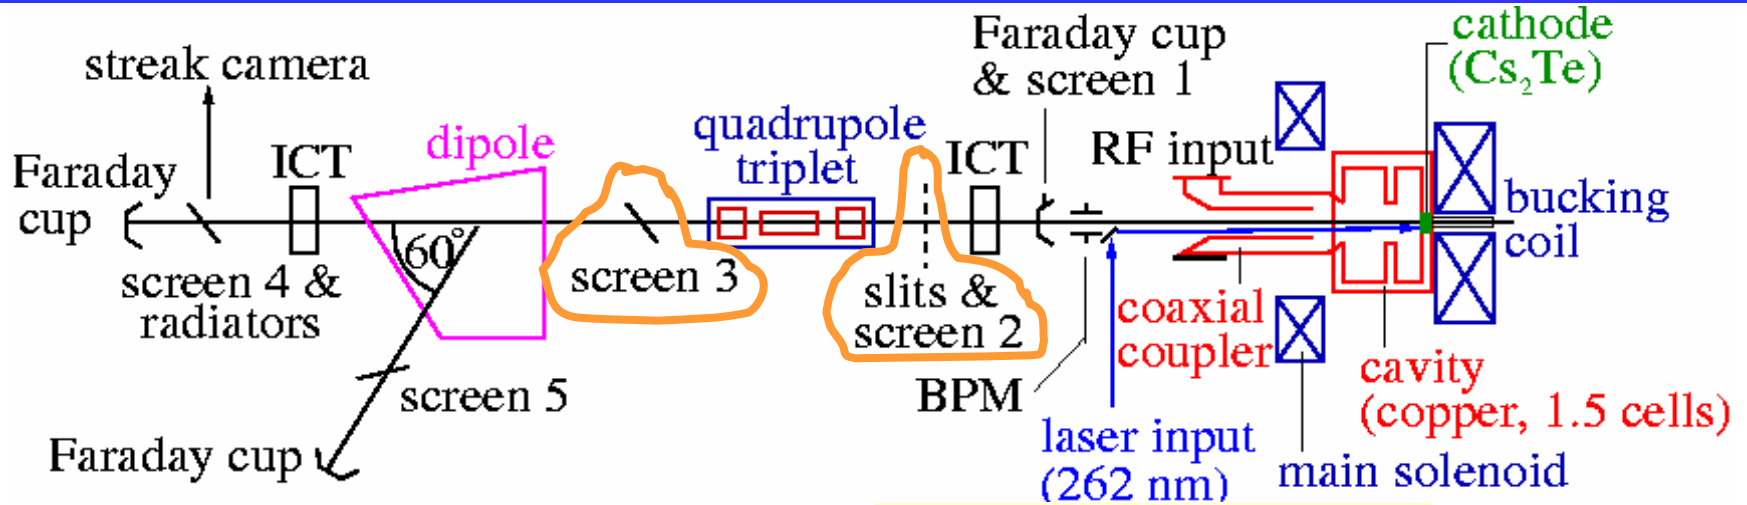 streak camera
Faraday
cup
ICT
screen 4 &
radiators
dipole
60°
screen 5
Faraday cup
screen 3
quadrupole
triplet
slits &
screen 2
ICT
Faraday cup
& screen 1
BPM
RF input
laser input
(262 nm)
coaxial
coupler
main solenoid
cavity
(copper, 1.5 cells)
cathode
(Cs₂Te)
bucking
coil